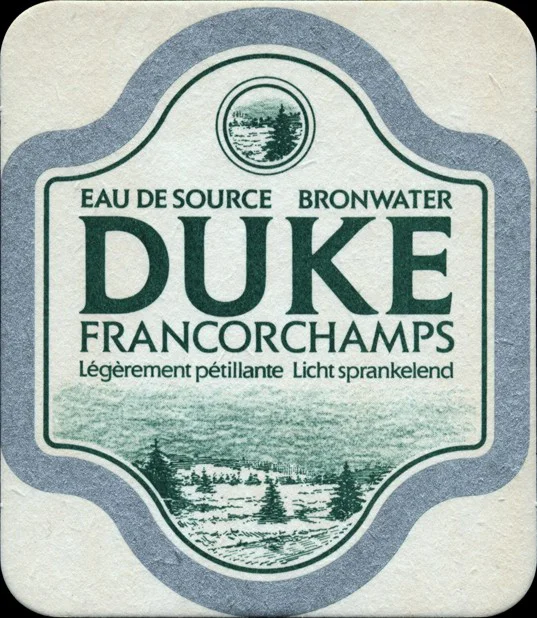 EAU DE SOURCE BRONWATER
DUKE
FRANCORCHAMPS
Légèrement pétillante Licht sprankelend